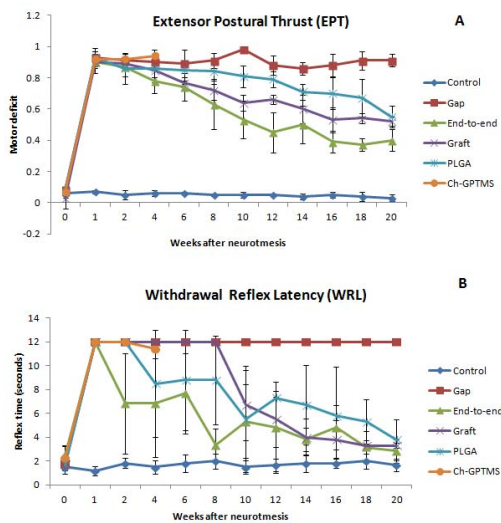 Extensor Postural Thrust (EPT)
A
1.2
1
0.8
0.6
0.4
0.2
0
-0.2
Motor deficit
0 1 2 4 6 8 10 12 14 16 18 20
Weeks after neurotmesis
Control
Gap
End-to-end
Graft
PLGA
Ch-GPTMS
B
Withdrawal Reflex Latency (WRL)
14
12
10
8
6
4
2
0
Reflex time (seconds)
0 1 2 4 6 8 10 12 14 16 18 20
Weeks after neurotmesis
Control
Gap
End-to-end
Graft
PLGA
Ch-GPTMS